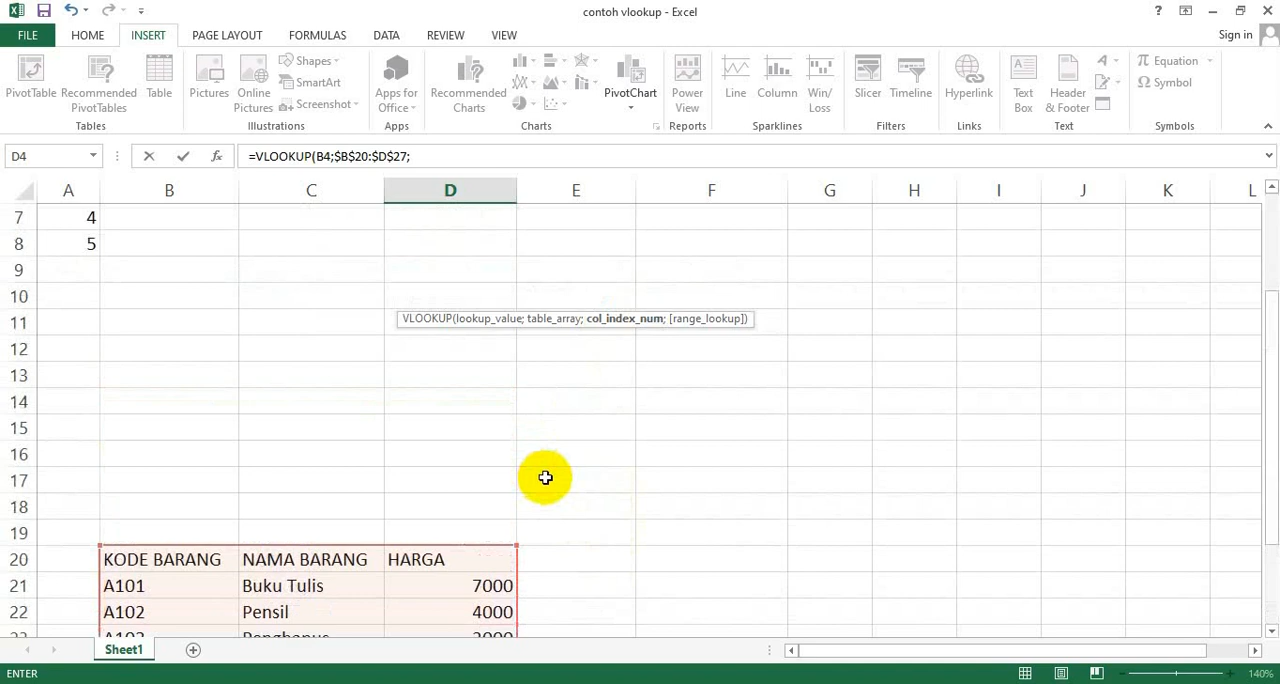 contoh vlookup - Excel
?
FILE HOME INSERT PAGE LAYOUT FORMULAS DATA REVIEW VIEW Sign in
PivotTable Recommended PivotTables Table
Pictures Online Pictures Shapes SmartArt Screenshot
Apps for Office
Recommended Charts PivotChart
Power View
Line Column Win/Loss
Slicer Timeline
Hyperlink
Text Box Header & Footer
Equation Symbol
Tables Illustrations Apps Charts Reports Sparklines Filters Links Text Symbols
D4 fx =VLOOKUP(B4;$B$20:$D$27;
A B C D E F G H I J K L
7 4
8 5
9
10
11 VLOOKUP(lookup_value; table_array; col_index_num; [range_lookup])
12
13
14
15
16
17
18
19
20 KODE BARANG NAMA BARANG HARGA
21 A101 Buku Tulis 7000
22 A102 Pensil 4000
Sheet1
ENTER 140%